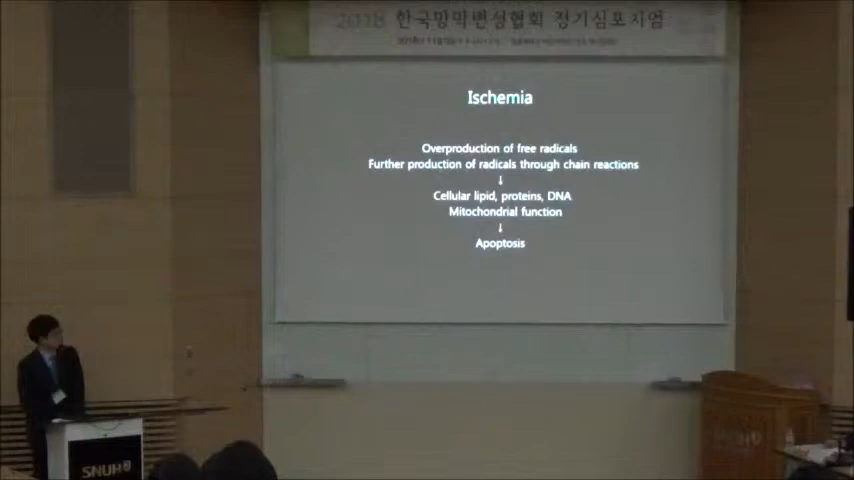 2018 한국망막변성협회 정기심포지엄
Ischemia
Overproduction of free radicals
Further production of radicals through chain reactions
↓
Cellular lipid, proteins, DNA
Mitochondrial function
↓
Apoptosis
SNUH
SNUH